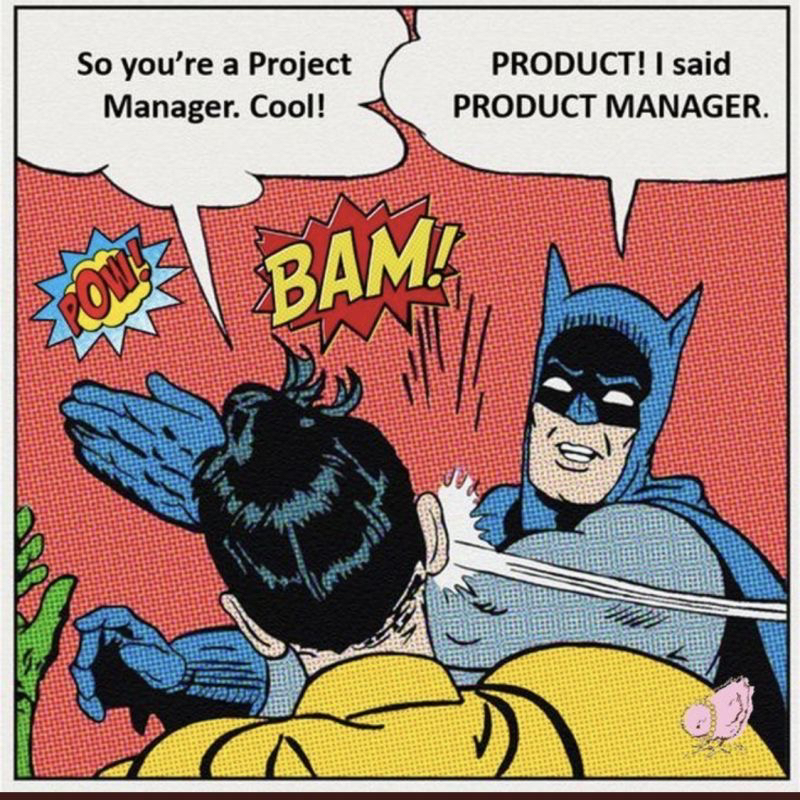 So you’re a Project
Manager. Cool!
PRODUCT! I said
PRODUCT MANAGER.
POW!
BAM!